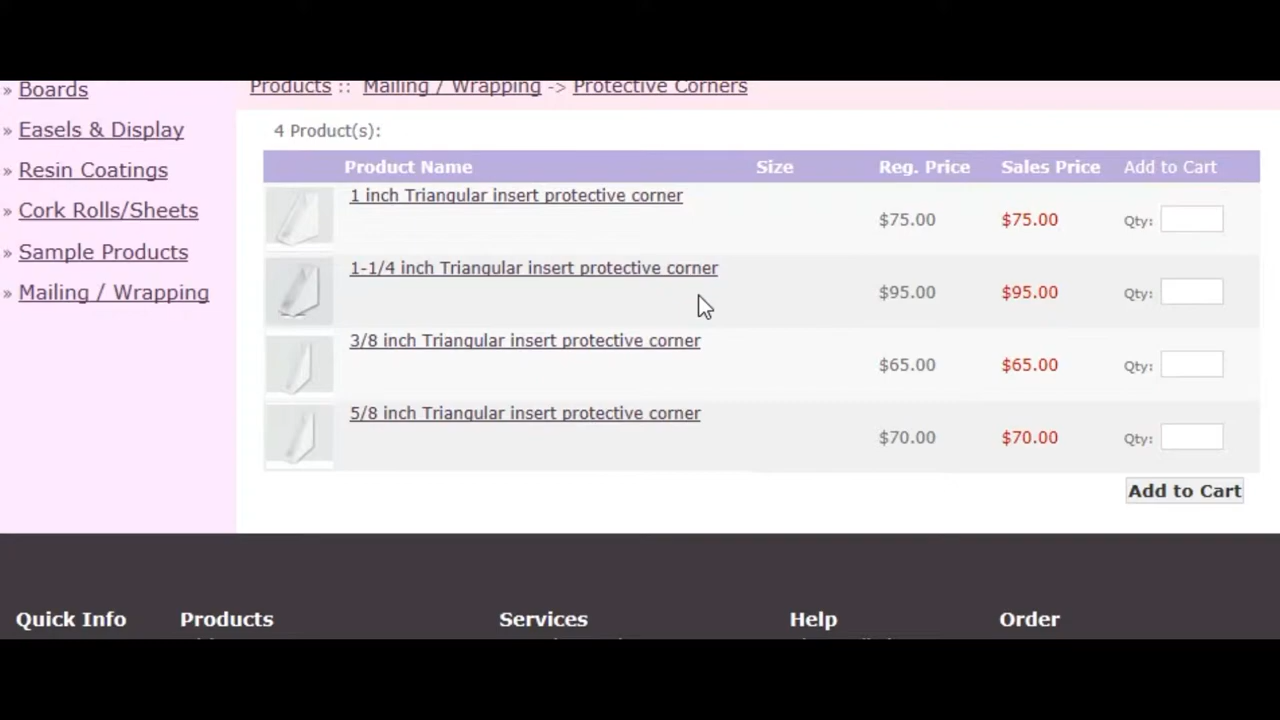 » Boards
Products :: Mailing / Wrapping -> Protective Corners
» Easels & Display
» Resin Coatings
» Cork Rolls/Sheets
» Sample Products
» Mailing / Wrapping
4 Product(s):
Product Name Size Reg. Price Sales Price Add to Cart
1 inch Triangular insert protective corner $75.00 $75.00 Qty:
1-1/4 inch Triangular insert protective corner $95.00 $95.00 Qty:
3/8 inch Triangular insert protective corner $65.00 $65.00 Qty:
5/8 inch Triangular insert protective corner $70.00 $70.00 Qty:
Add to Cart
Quick Info Products Services Help Order